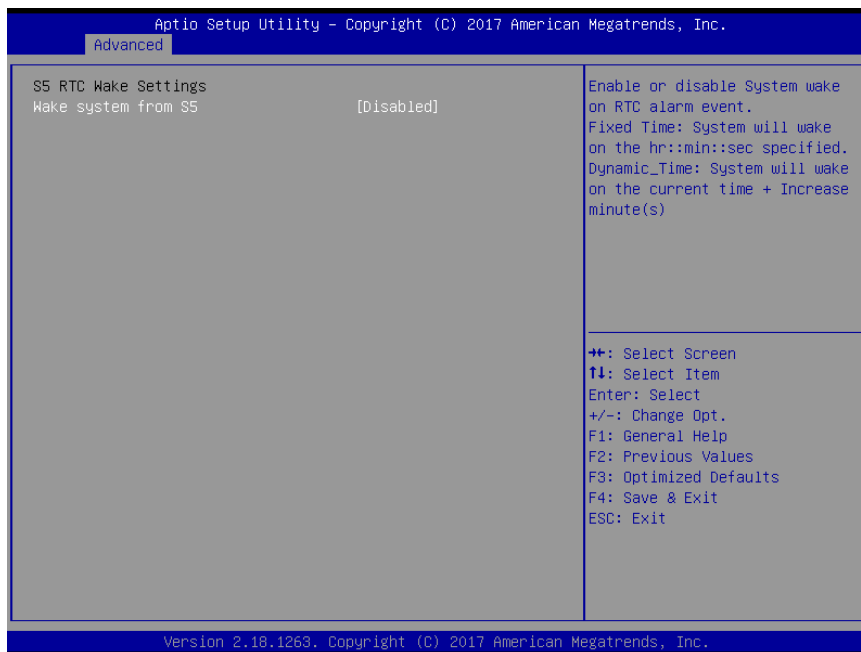 Aptio Setup Utility – Copyright (C) 2017 American Megatrends, Inc.
Advanced
S5 RTC Wake Settings
Wake system from S5 [Disabled]
Enable or disable System wake
on RTC alarm event.
Fixed Time: System will wake
on the hr::min::sec specified.
Dynamic_Time: System will wake
on the current time + Increase
minute(s)
→←: Select Screen
↑↓: Select Item
Enter: Select
+/-: Change Opt.
F1: General Help
F2: Previous Values
F3: Optimized Defaults
F4: Save & Exit
ESC: Exit
Version 2.18.1263. Copyright (C) 2017 American Megatrends, Inc.